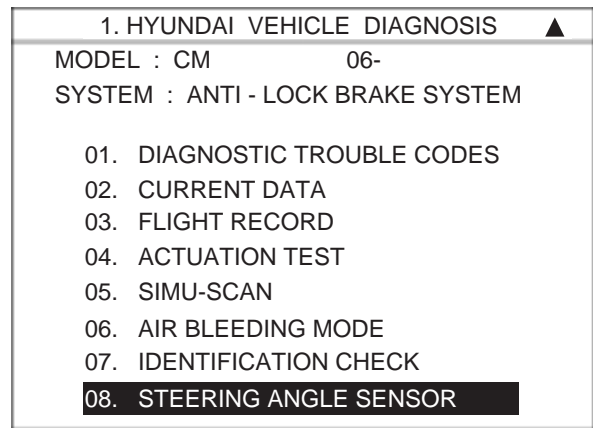 1. HYUNDAI VEHICLE DIAGNOSIS ▲
MODEL : CM 06-
SYSTEM : ANTI - LOCK BRAKE SYSTEM
01. DIAGNOSTIC TROUBLE CODES
02. CURRENT DATA
03. FLIGHT RECORD
04. ACTUATION TEST
05. SIMU-SCAN
06. AIR BLEEDING MODE
07. IDENTIFICATION CHECK
08. STEERING ANGLE SENSOR